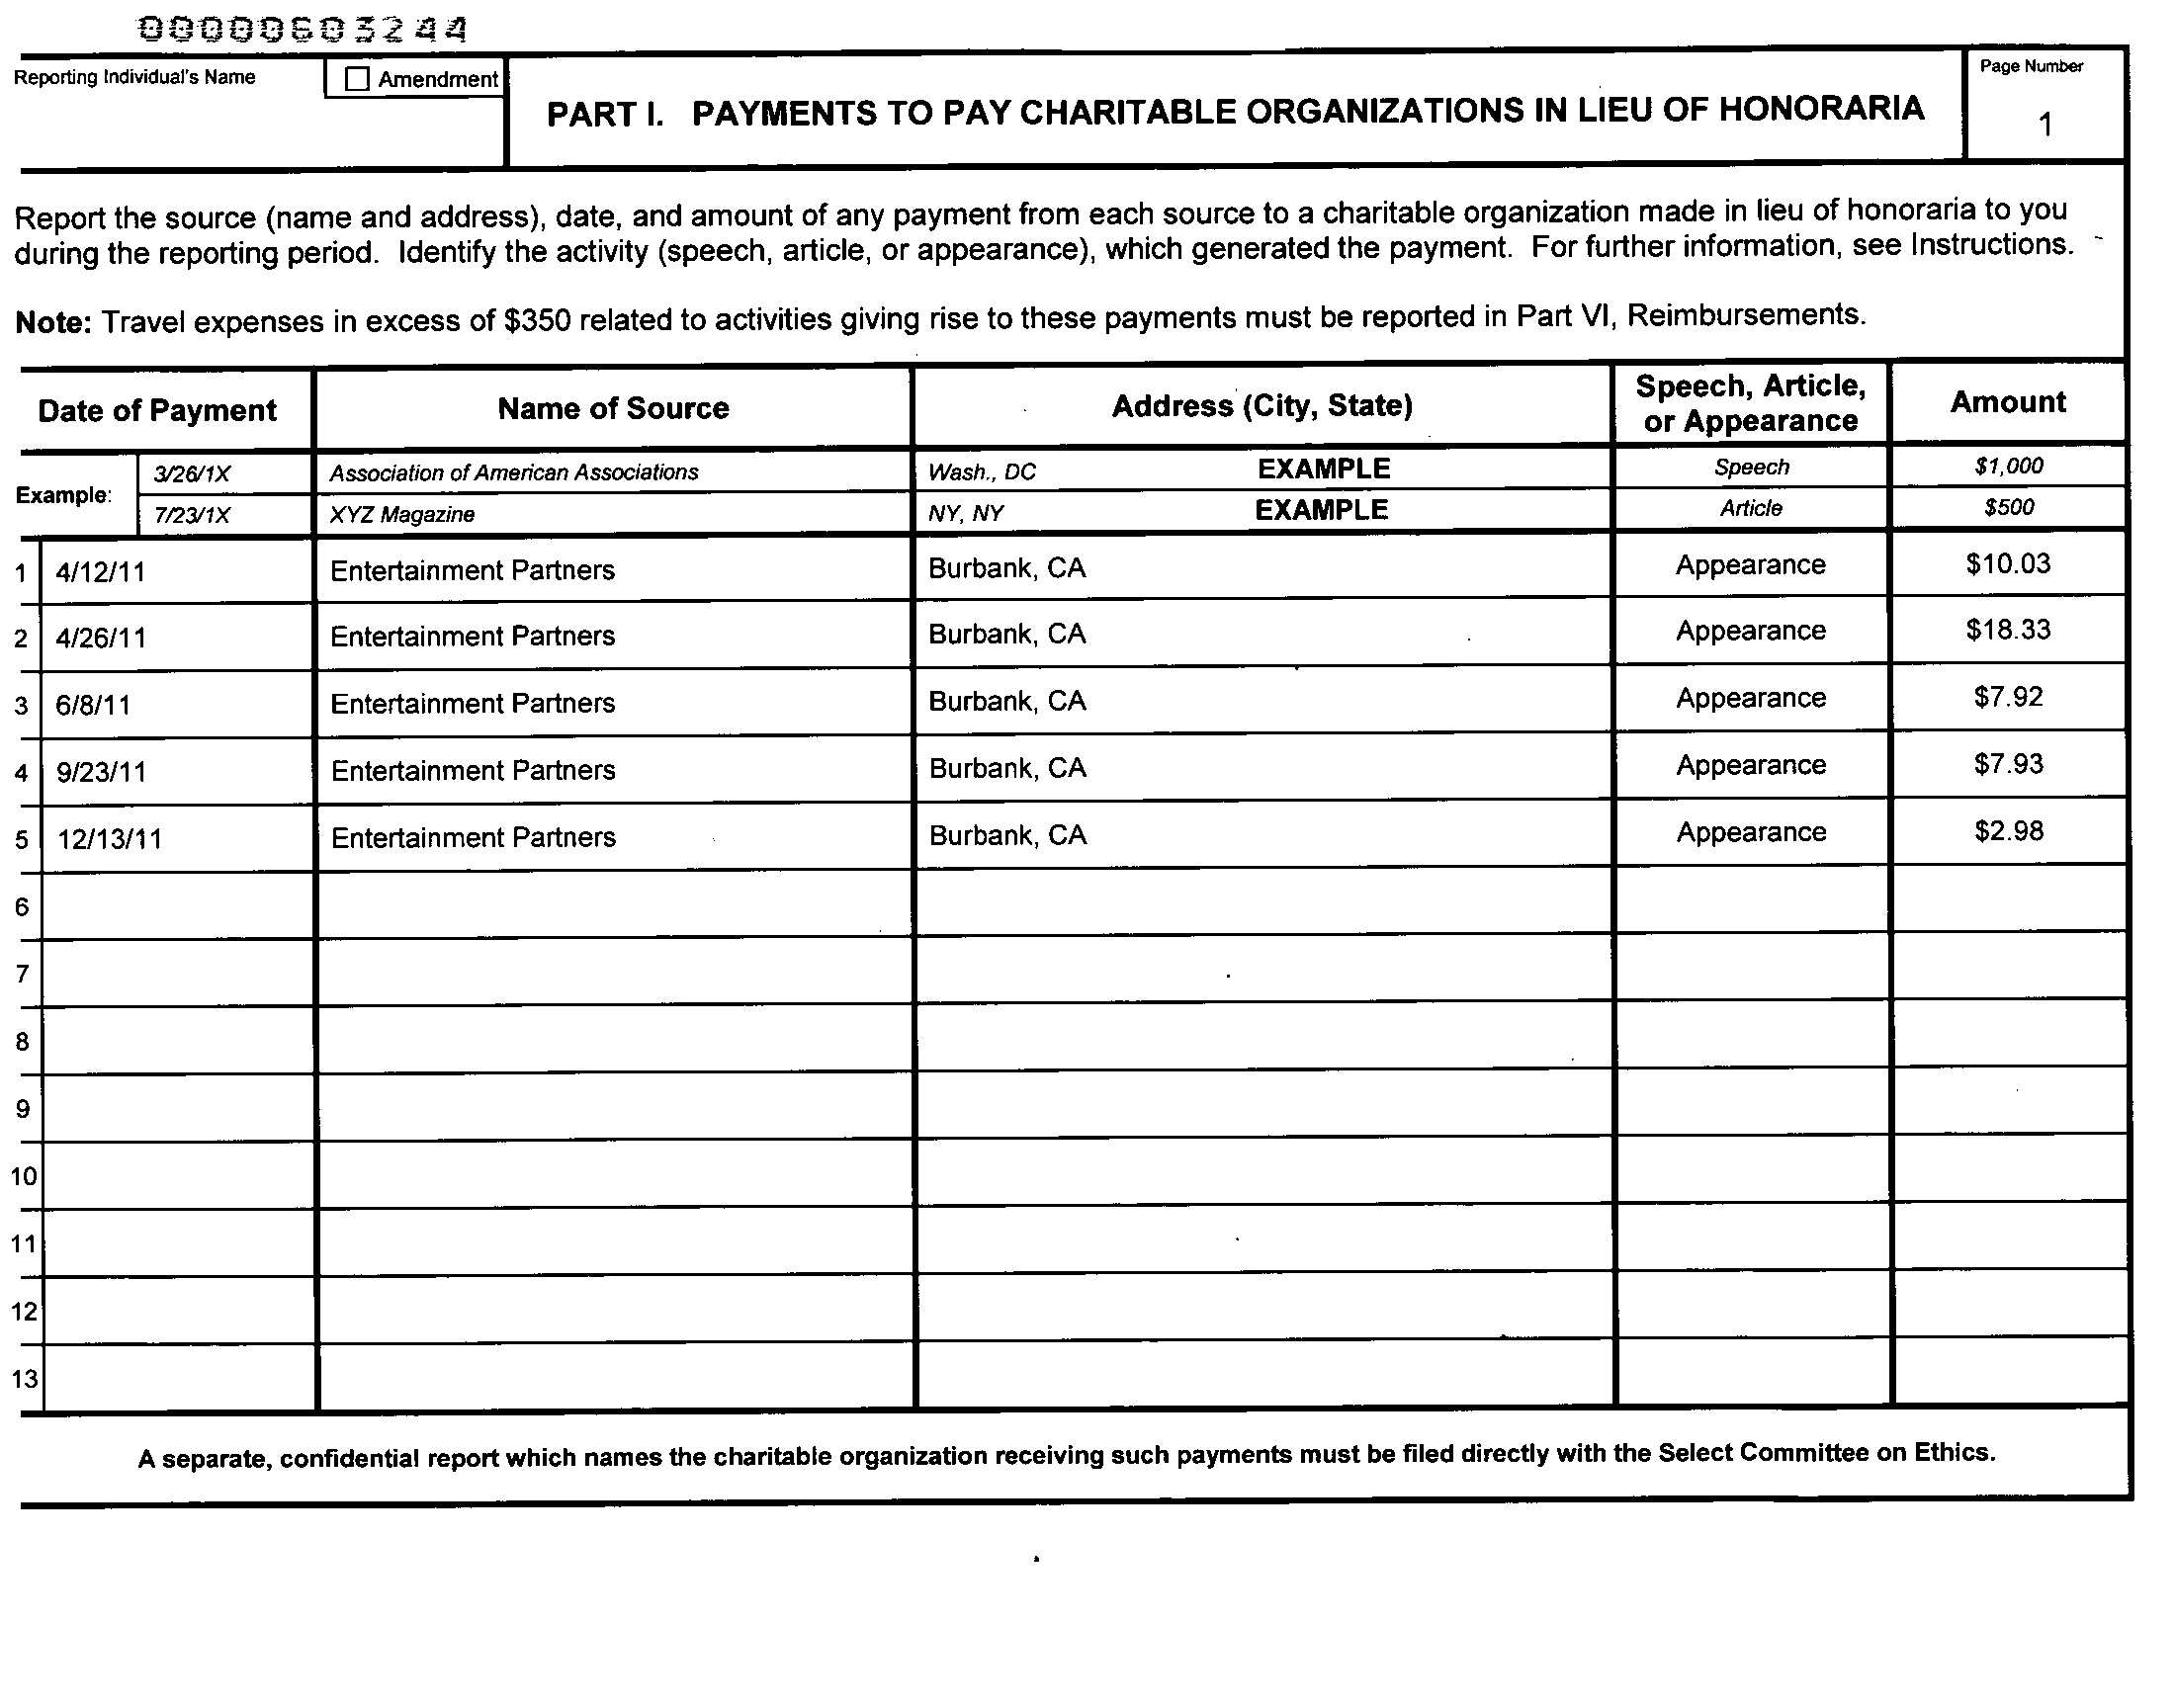 00000603244
Reporting Individual's Name
Amendment
PART I. PAYMENTS TO PAY CHARITABLE ORGANIZATIONS IN LIEU OF HONORARIA
Page Number
1
Report the source (name and address), date, and amount of any payment from each source to a charitable organization made in lieu of honoraria to you
during the reporting period. Identify the activity (speech, article, or appearance), which generated the payment. For further information, see Instructions.
Note: Travel expenses in excess of $350 related to activities giving rise to these payments must be reported in Part VI, Reimbursements.
Date of Payment Name of Source Address (City, State) Speech, Article, or Appearance Amount
Example: 3/26/1X Association of American Associations Wash., DC EXAMPLE Speech $1,000
7/23/1X XYZ Magazine NY, NY EXAMPLE Article $500
1 4/12/11 Entertainment Partners Burbank, CA Appearance $10.03
2 4/26/11 Entertainment Partners Burbank, CA Appearance $18.33
3 6/8/11 Entertainment Partners Burbank, CA Appearance $7.92
4 9/23/11 Entertainment Partners Burbank, CA Appearance $7.93
5 12/13/11 Entertainment Partners Burbank, CA Appearance $2.98
6
7
8
9
10
11
12
13
A separate, confidential report which names the charitable organization receiving such payments must be filed directly with the Select Committee on Ethics.